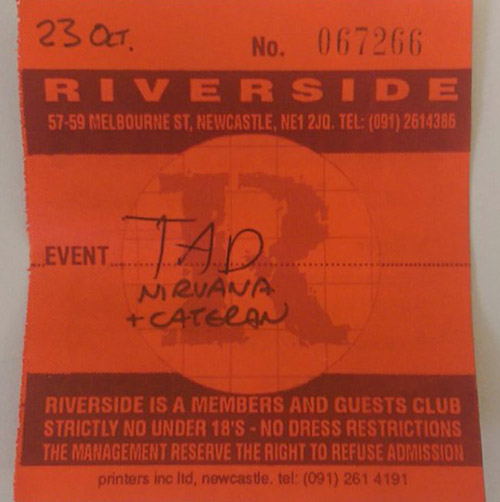 23 OCT.
No. 067266
RIVERSIDE
57-59 MELBOURNE ST, NEWCASTLE, NE1 2JQ. TEL: (091) 2614386
R
EVENT TAD
NIRVANA
+ CATERAN
RIVERSIDE IS A MEMBERS AND GUESTS CLUB
STRICTLY NO UNDER 18'S - NO DRESS RESTRICTIONS
THE MANAGEMENT RESERVE THE RIGHT TO REFUSE ADMISSION
printers inc ltd, newcastle. tel: (091) 261 4191